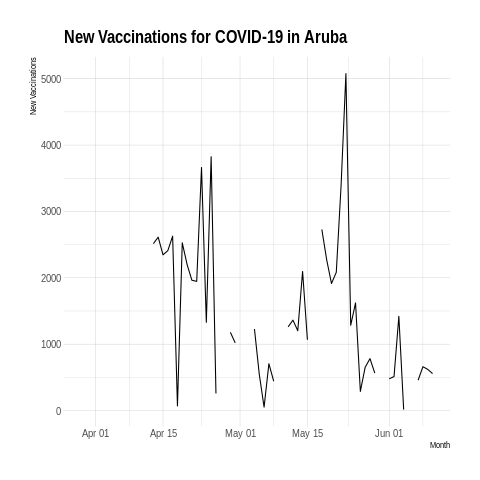 New Vaccinations for COVID-19 in Aruba
New Vaccinations
5000
4000
3000
2000
1000
0
Apr 01 Apr 15 May 01 May 15 Jun 01
Month